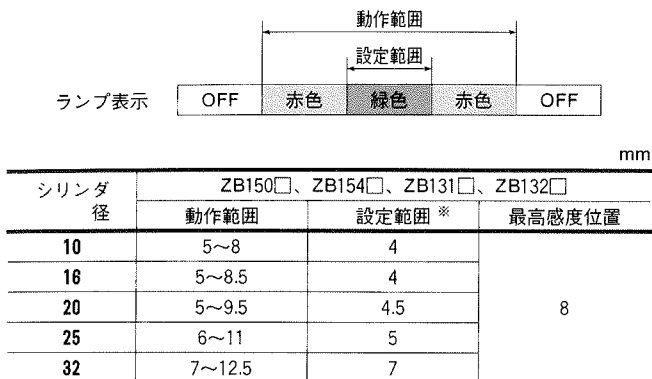 動作範囲
設定範囲
ランプ表示 OFF 赤色 緑色 赤色 OFF
mm
シリンダ径 ZB150□、ZB154□、ZB131□、ZB132□
動作範囲 設定範囲※ 最高感度位置
10 5〜8 4
16 5〜8.5 4
20 5〜9.5 4.5 8
25 6〜11 5
32 7〜12.5 7